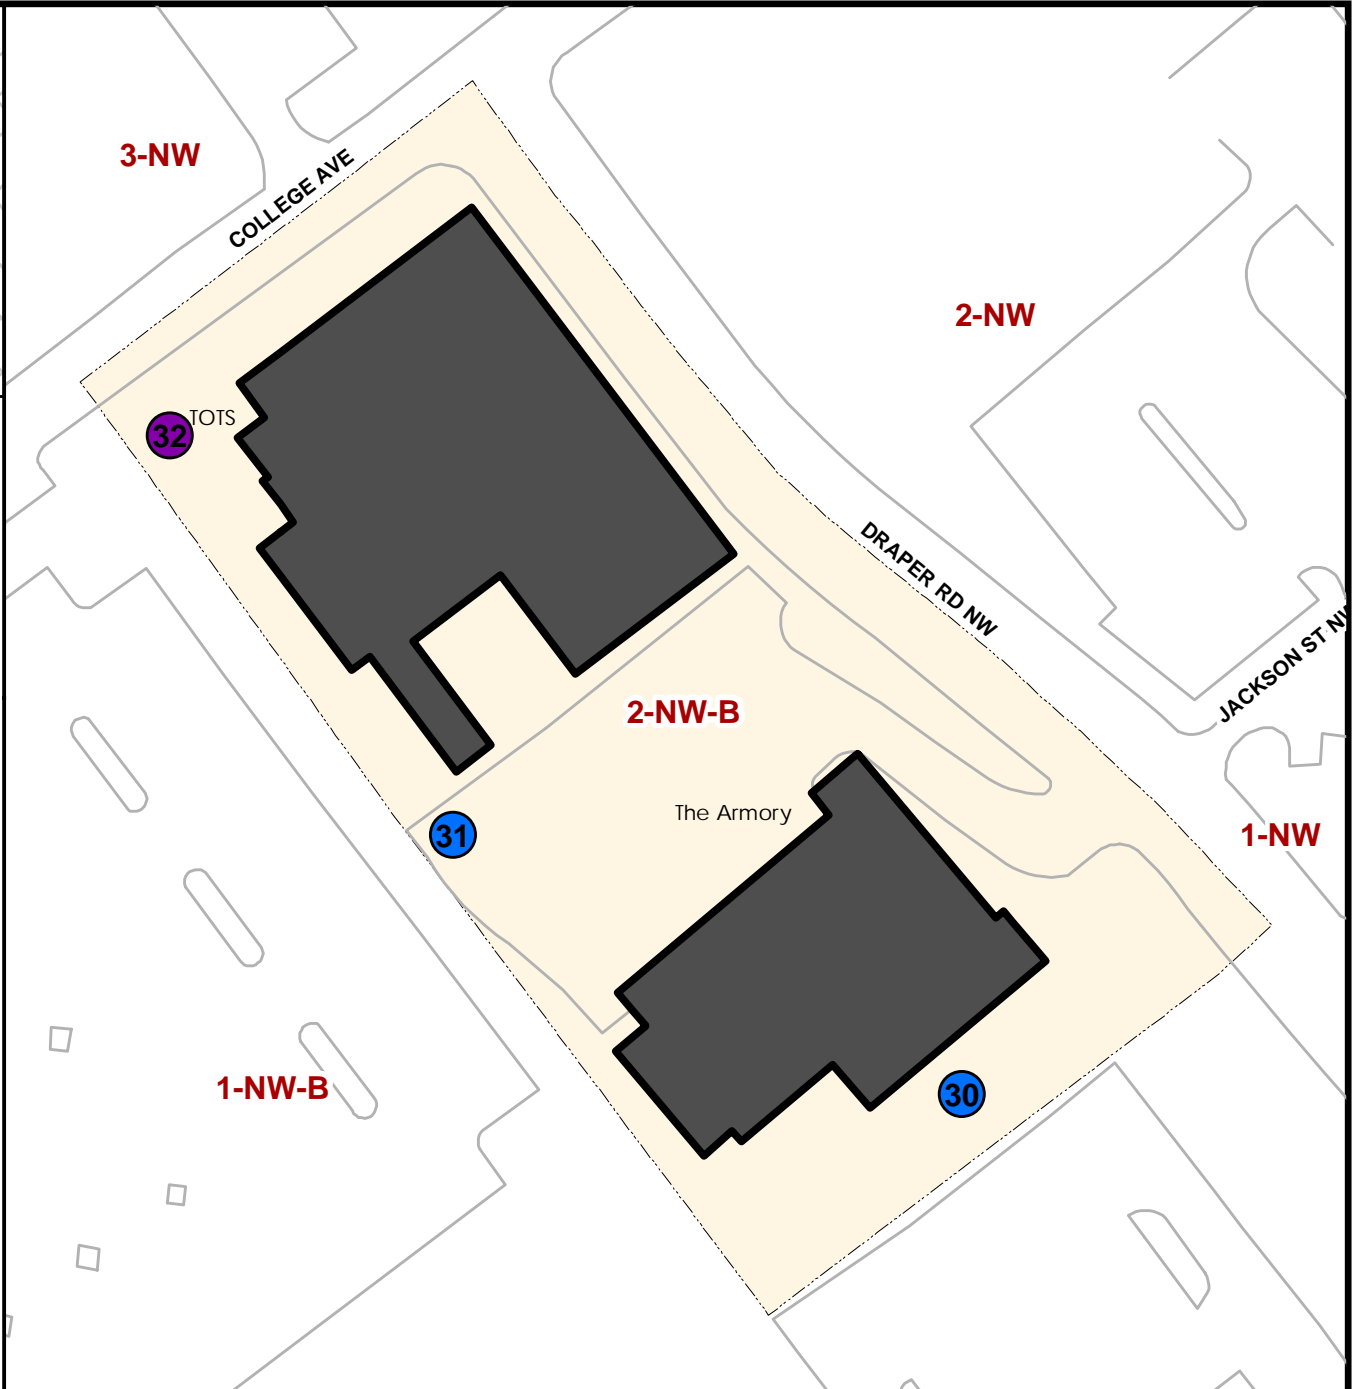 3-NW
COLLEGE AVE
2-NW
TOTS
32
DRAPER RD NW
JACKSON ST NW
2-NW-B
The Armory
31
1-NW
1-NW-B
30